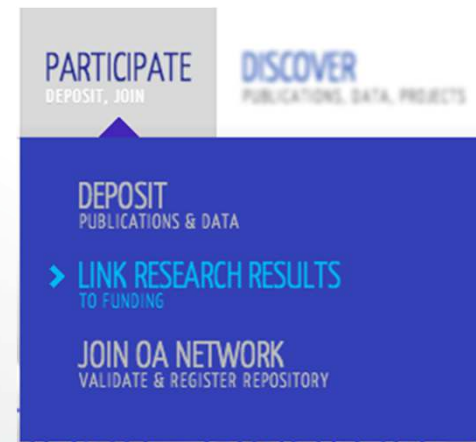 PARTICIPATE
DEPOSIT, JOIN
DISCOVER
PUBLICATIONS, DATA, PROJECTS
DEPOSIT
PUBLICATIONS & DATA
LINK RESEARCH RESULTS
TO FUNDING
JOIN OA NETWORK
VALIDATE & REGISTER REPOSITORY